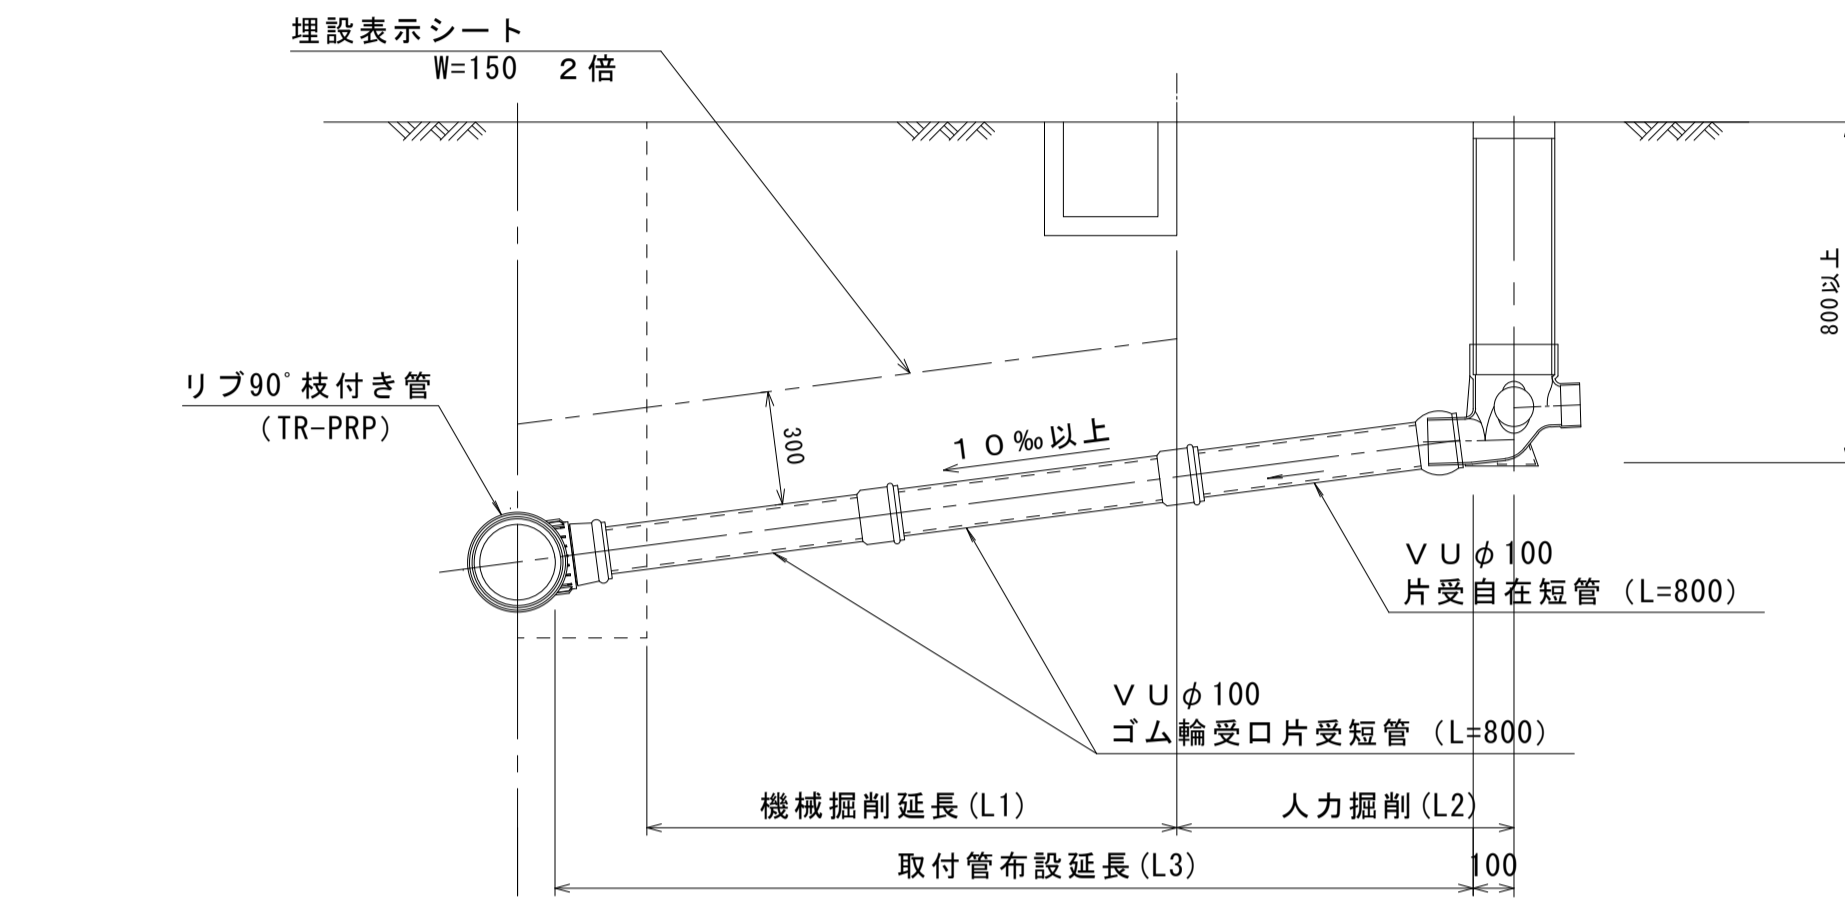 埋設表示シート
W=150 2倍
リブ90°枝付き管
(TR-PRP)
300
10‰以上
800以下
VUφ100
片受自在短管 (L=800)
VUφ100
ゴム輪受口片受短管 (L=800)
機械掘削延長(L1)
人力掘削(L2)
取付管布設延長(L3)
100